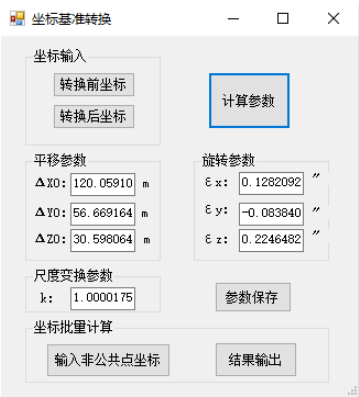 坐标基准转换
坐标输入
转换前坐标
转换后坐标
计算参数
平移参数
ΔX0: 120.05910 m
ΔY0: 56.669164 m
ΔZ0: 30.598064 m
旋转参数
εx: 0.1282092 ″
εy: -0.083840 ″
εz: 0.2246482 ″
尺度变换参数
k: 1.0000175
参数保存
坐标批量计算
输入非公共点坐标
结果输出